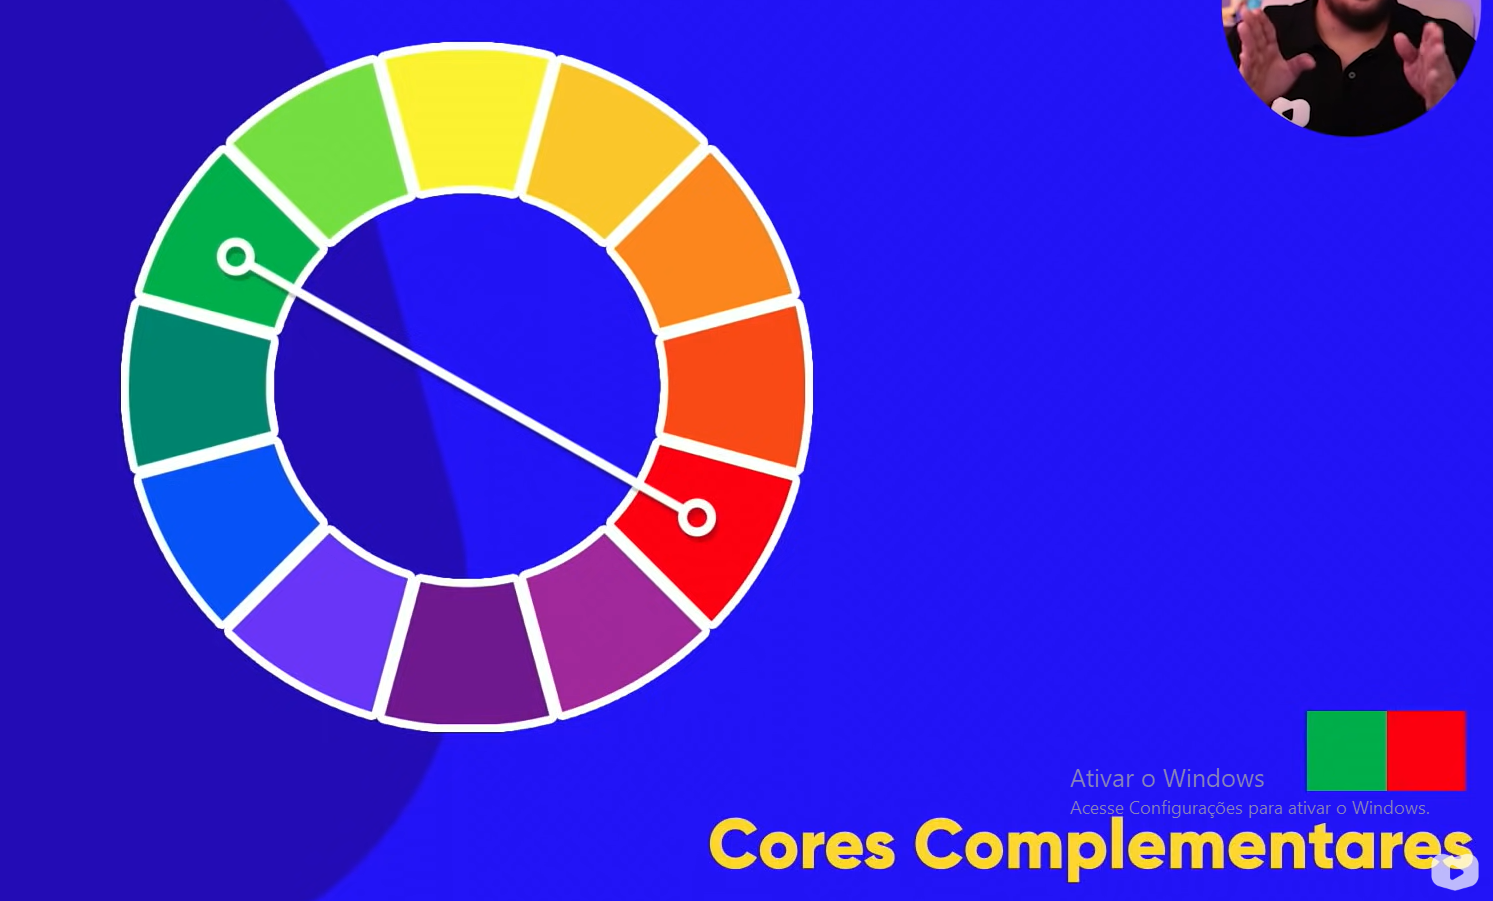 Ativar o Windows
Acesse Configurações para ativar o Windows.
Cores Complementares